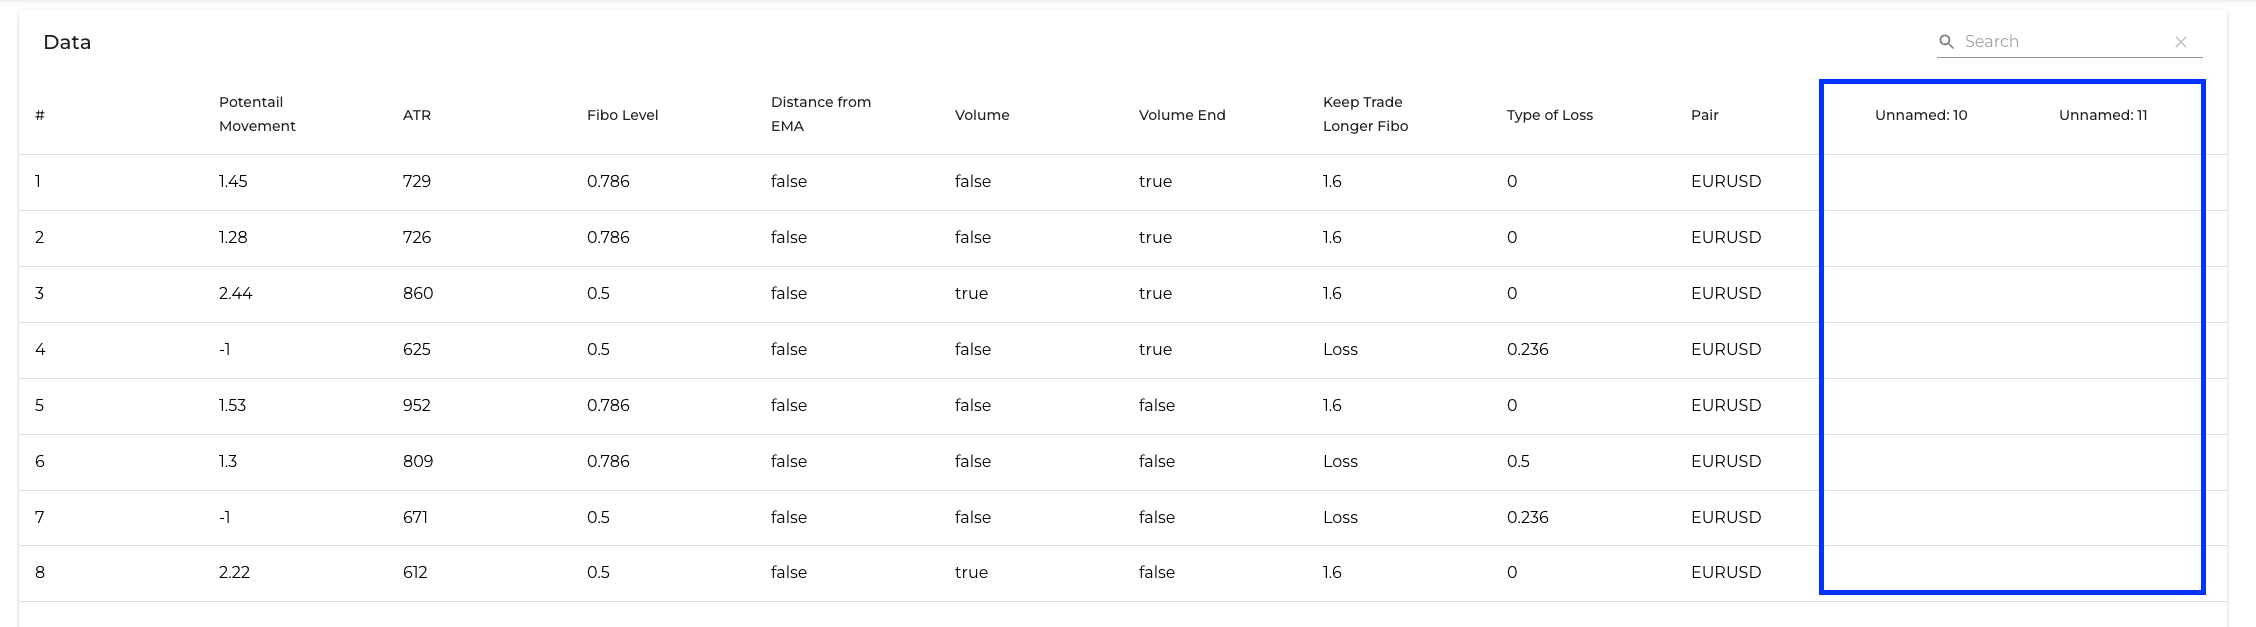 Data
Search
# Potentail Movement ATR Fibo Level Distance from EMA Volume Volume End Keep Trade Longer Fibo Type of Loss Pair Unnamed: 10 Unnamed: 11
1 1.45 729 0.786 false false true 1.6 0 EURUSD
2 1.28 726 0.786 false false true 1.6 0 EURUSD
3 2.44 860 0.5 false true true 1.6 0 EURUSD
4 -1 625 0.5 false false true Loss 0.236 EURUSD
5 1.53 952 0.786 false false false 1.6 0 EURUSD
6 1.3 809 0.786 false false false Loss 0.5 EURUSD
7 -1 671 0.5 false false false Loss 0.236 EURUSD
8 2.22 612 0.5 false true false 1.6 0 EURUSD